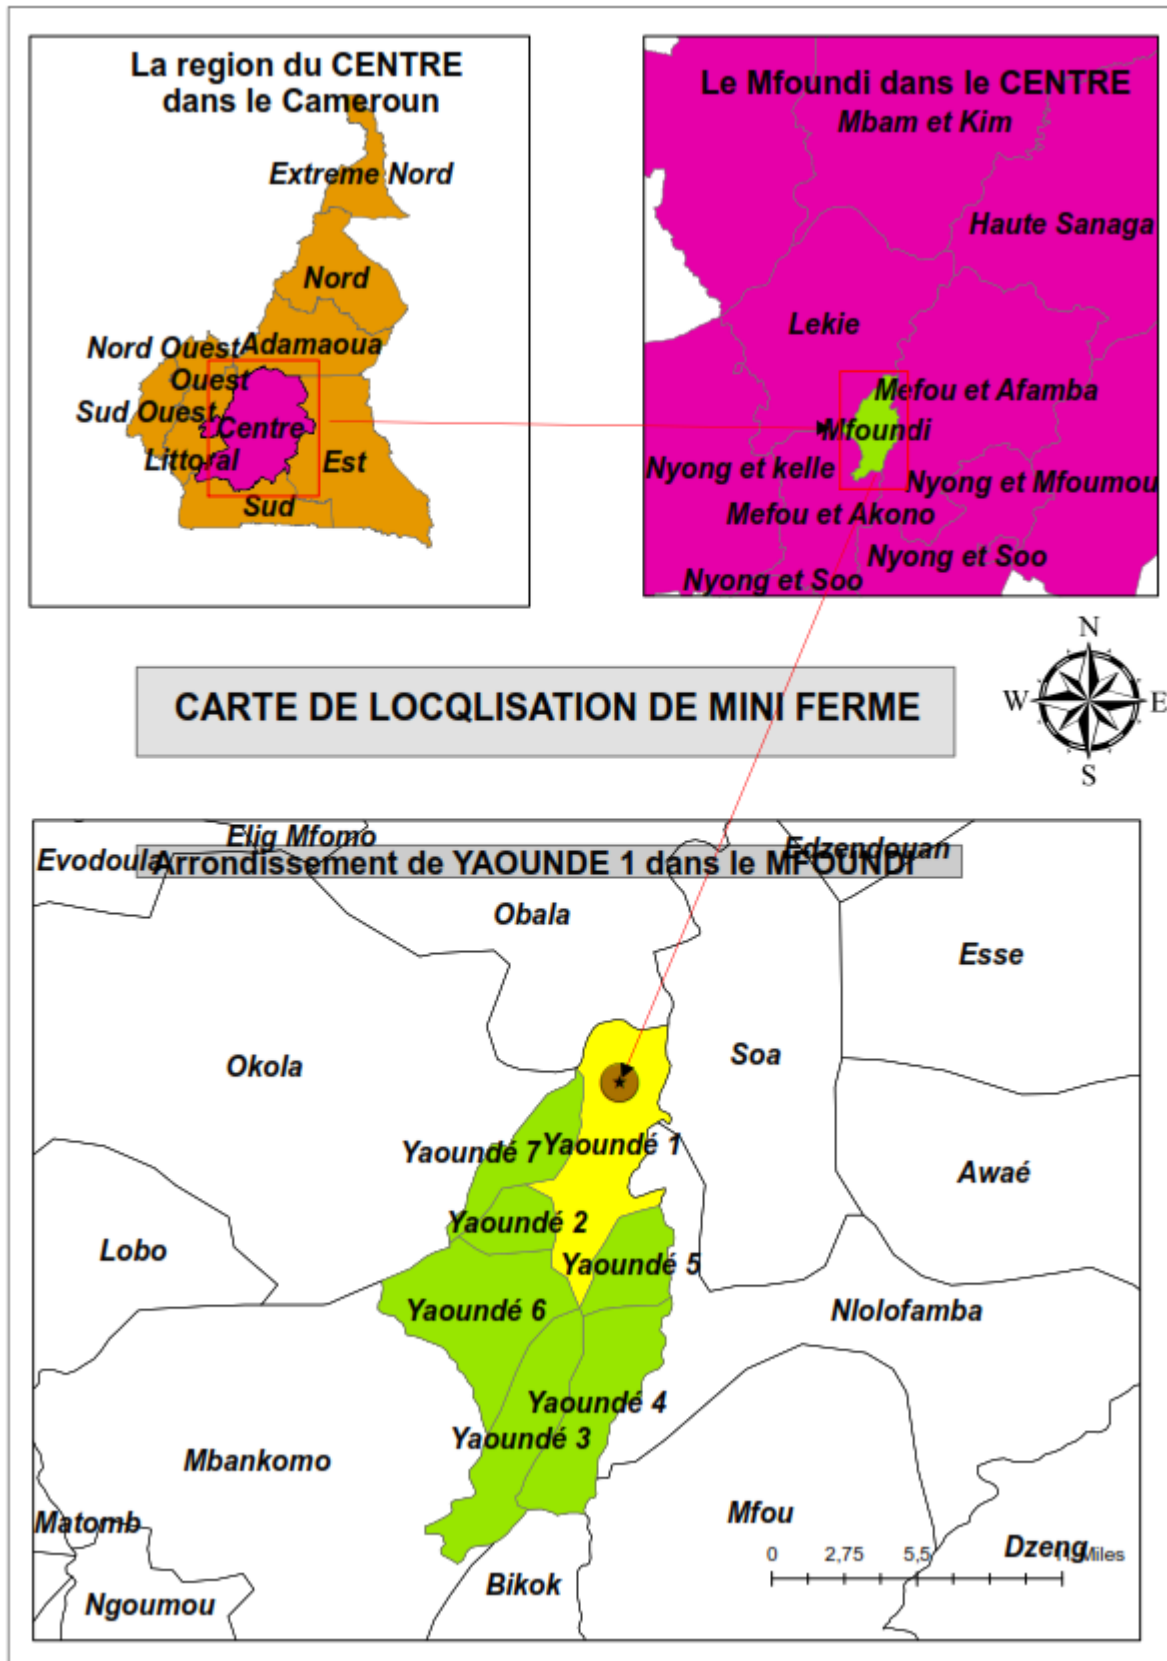 La region du CENTRE
dans le Cameroun
Extreme Nord
Nord
Adamaoua
Nord Ouest
Ouest
Sud Ouest
Centre
Littoral
Est
Sud
Le Mfoundi dans le CENTRE
Mbam et Kim
Haute Sanaga
Lekie
Mefou et Afamba
Mfoundi
Nyong et kelle
Nyong et Mfoumou
Mefou et Akono
Nyong et Soo
Nyong et Soo
N
W
E
S
CARTE DE LOCQLISATION DE MINI FERME
Elig Mfomo
Evodoula
Edzendouan
Arrondissement de YAOUNDE 1 dans le MFOUNDI
Obala
Esse
Okola
Soa
Yaoundé 7
Yaoundé 1
Awaé
Yaoundé 2
Lobo
Yaoundé 5
Yaoundé 6
Nlolofamba
Yaoundé 4
Yaoundé 3
Mbankomo
Mfou
Matomb
Dzeng
0 2,75 5,5 Miles
Bikok
Ngoumou